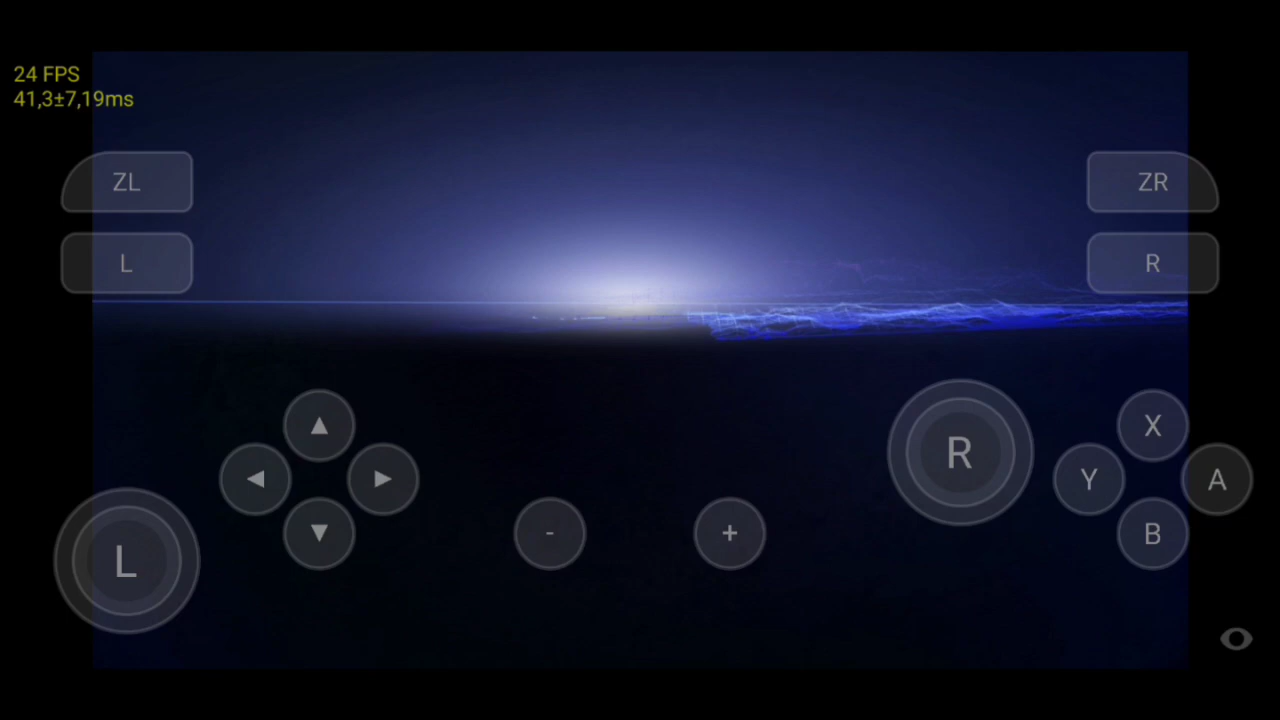 24 FPS
41,3±7,19ms
ZL
ZR
L
R
▲
◀
▶
▼
L
-
+
R
X
Y
A
B